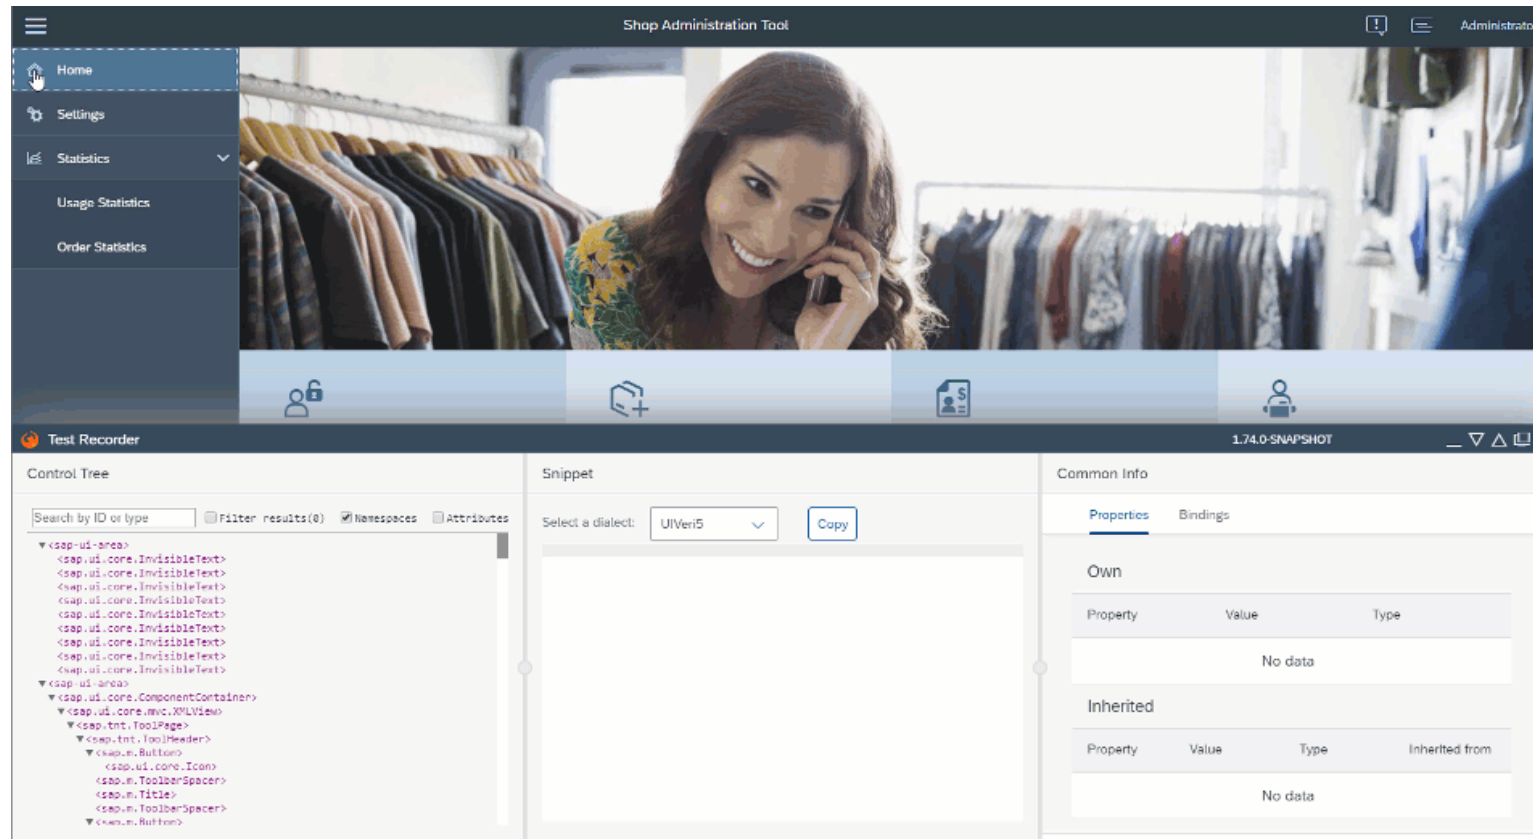 Shop Administration Tool
Administrato
Home
Settings
Statistics
Usage Statistics
Order Statistics
Test Recorder
1.74.0-SNAPSHOT
Control Tree
Snippet
Common Info
Search by ID or type
Filter results(0)
Namespaces
Attributes
Select a dialect:
UIVeri5
Copy
Properties
Bindings
<sap-ui-area>
<sap.ui.core.InvisibleText>
<sap.ui.core.InvisibleText>
<sap.ui.core.InvisibleText>
<sap.ui.core.InvisibleText>
<sap.ui.core.InvisibleText>
<sap.ui.core.InvisibleText>
<sap.ui.core.InvisibleText>
<sap.ui.core.InvisibleText>
<sap.ui.core.InvisibleText>
<sap-ui-area>
<sap.ui.core.ComponentContainer>
<sap.ui.core.mvc.XMLView>
<sap.tnt.ToolPage>
<sap.tnt.ToolHeader>
<sap.m.Button>
<sap.ui.core.Icon>
<sap.m.ToolbarSpacer>
<sap.m.Title>
<sap.m.ToolbarSpacer>
<sap.m.Button>
Own
Property Value Type
No data
Inherited
Property Value Type Inherited from
No data